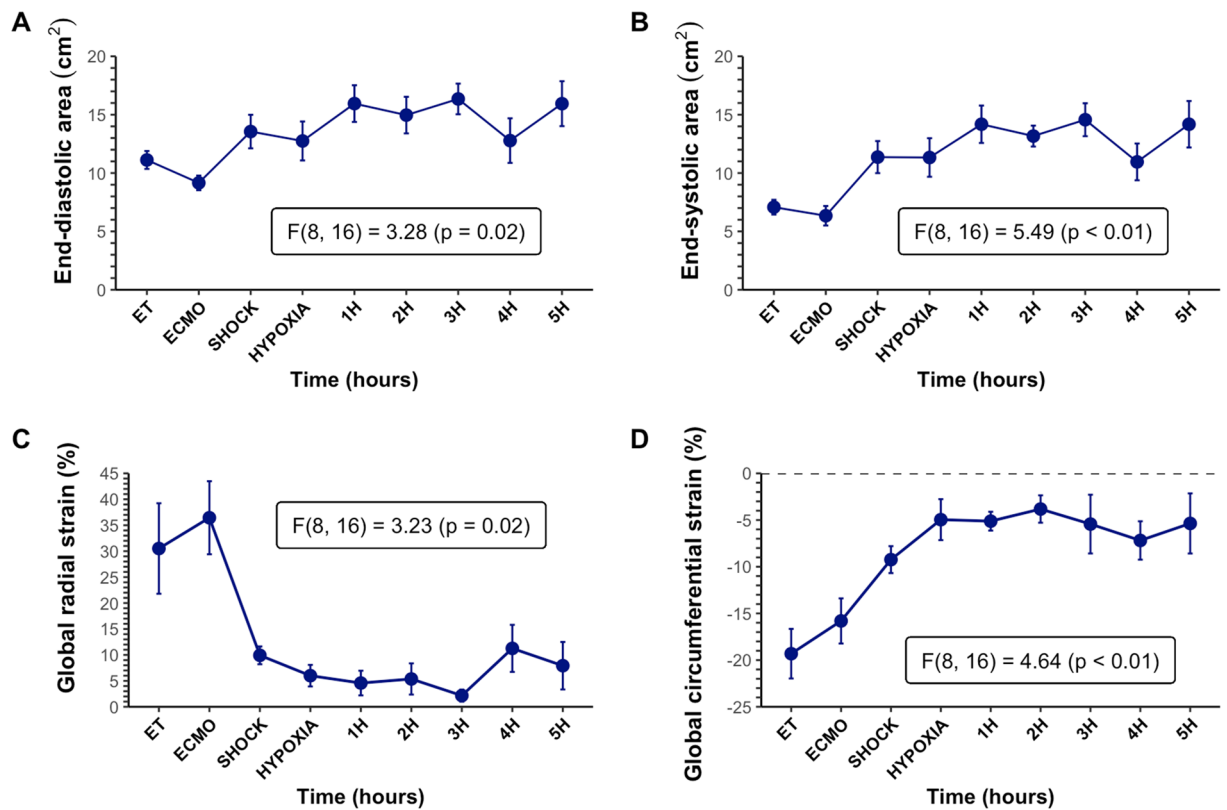 A
End-diastolic area (cm²)
20
15
10
5
0
F(8, 16) = 3.28 (p = 0.02)
ET
ECMO
SHOCK
HYPOXIA
1H
2H
3H
4H
5H
Time (hours)
B
End-systolic area (cm²)
20
15
10
5
0
F(8, 16) = 5.49 (p < 0.01)
ET
ECMO
SHOCK
HYPOXIA
1H
2H
3H
4H
5H
Time (hours)
C
Global radial strain (%)
45
40
35
30
25
20
15
10
5
0
F(8, 16) = 3.23 (p = 0.02)
ET
ECMO
SHOCK
HYPOXIA
1H
2H
3H
4H
5H
Time (hours)
D
Global circumferential strain (%)
0
-5
-10
-15
-20
-25
F(8, 16) = 4.64 (p < 0.01)
ET
ECMO
SHOCK
HYPOXIA
1H
2H
3H
4H
5H
Time (hours)